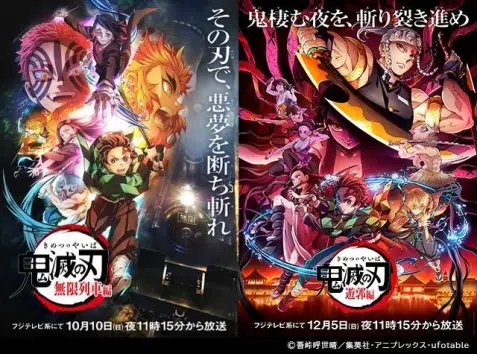 その刃で、悪夢を断ち斬れ
きめつのやいば
鬼滅の刃
無限列車編
フジテレビ系にて 10月10日(日) 夜11時15分から放送
鬼棲む夜を、斬り裂き進め
きめつのやいば
鬼滅の刃
遊郭編
フジテレビ系にて 12月5日(日) 夜11時15分から放送
©吾峠呼世晴/集英社・アニプレックス・ufotable